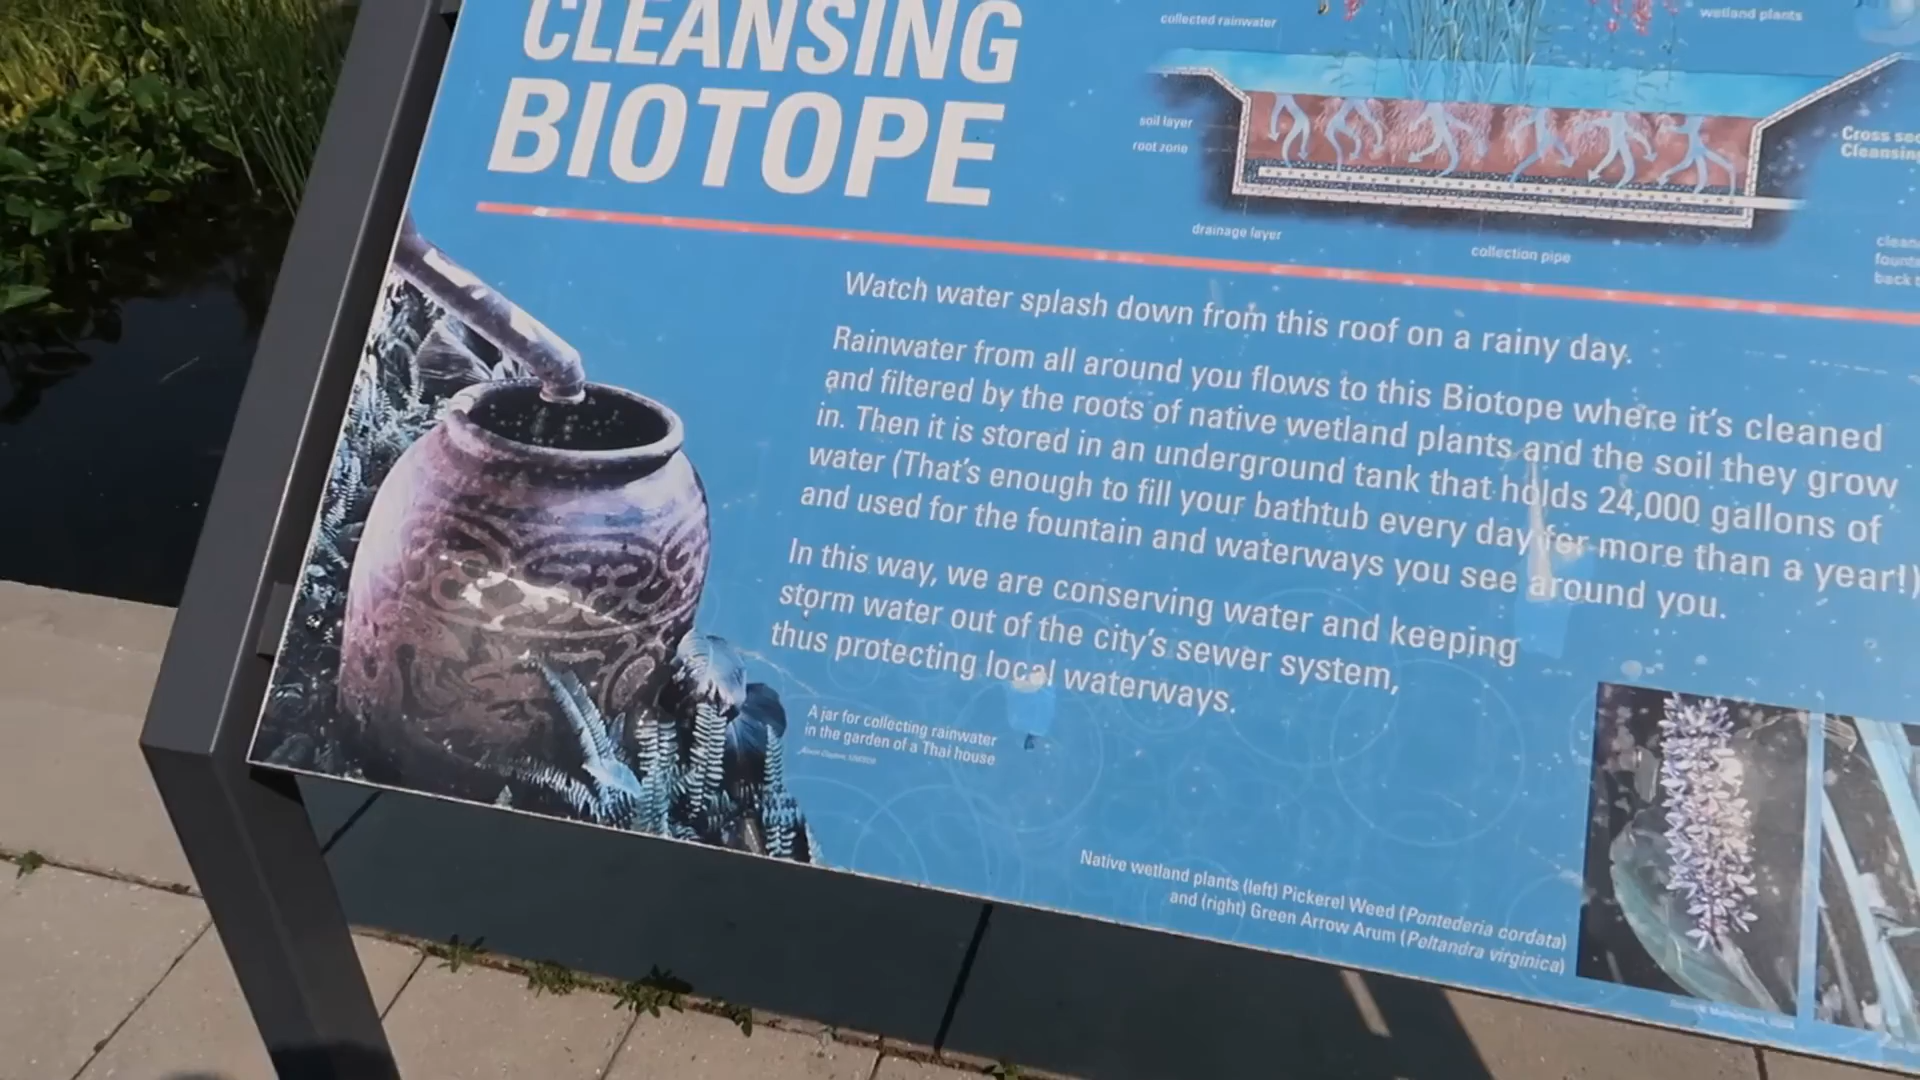 CLEANSING
BIOTOPE
collected rainwater
wetland plants
soil layer
root zone
Cross
Cleansing
drainage layer
collection pipe
back
Watch water splash down from this roof on a rainy day.
Rainwater from all around you flows to this Biotope where it's cleaned
and filtered by the roots of native wetland plants and the soil they grow
in. Then it is stored in an underground tank that holds 24,000 gallons of
water (That's enough to fill your bathtub every day for more than a year!)
and used for the fountain and waterways you see around you.
In this way, we are conserving water and keeping
storm water out of the city's sewer system,
thus protecting local waterways.
A jar for collecting rainwater
in the garden of a Thai house
Native wetland plants (left) Pickerel Weed (Pontederia cordata)
and (right) Green Arrow Arum (Peltandra virginica)